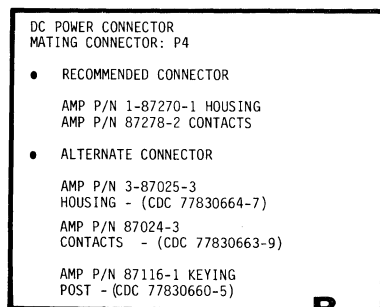 DC POWER CONNECTOR
MATING CONNECTOR: P4
● RECOMMENDED CONNECTOR
AMP P/N 1-87270-1 HOUSING
AMP P/N 87278-2 CONTACTS
● ALTERNATE CONNECTOR
AMP P/N 3-87025-3
HOUSING - (CDC 77830664-7)
AMP P/N 87024-3
CONTACTS - (CDC 77830663-9)
AMP P/N 87116-1 KEYING
POST - (CDC 77830660-5)